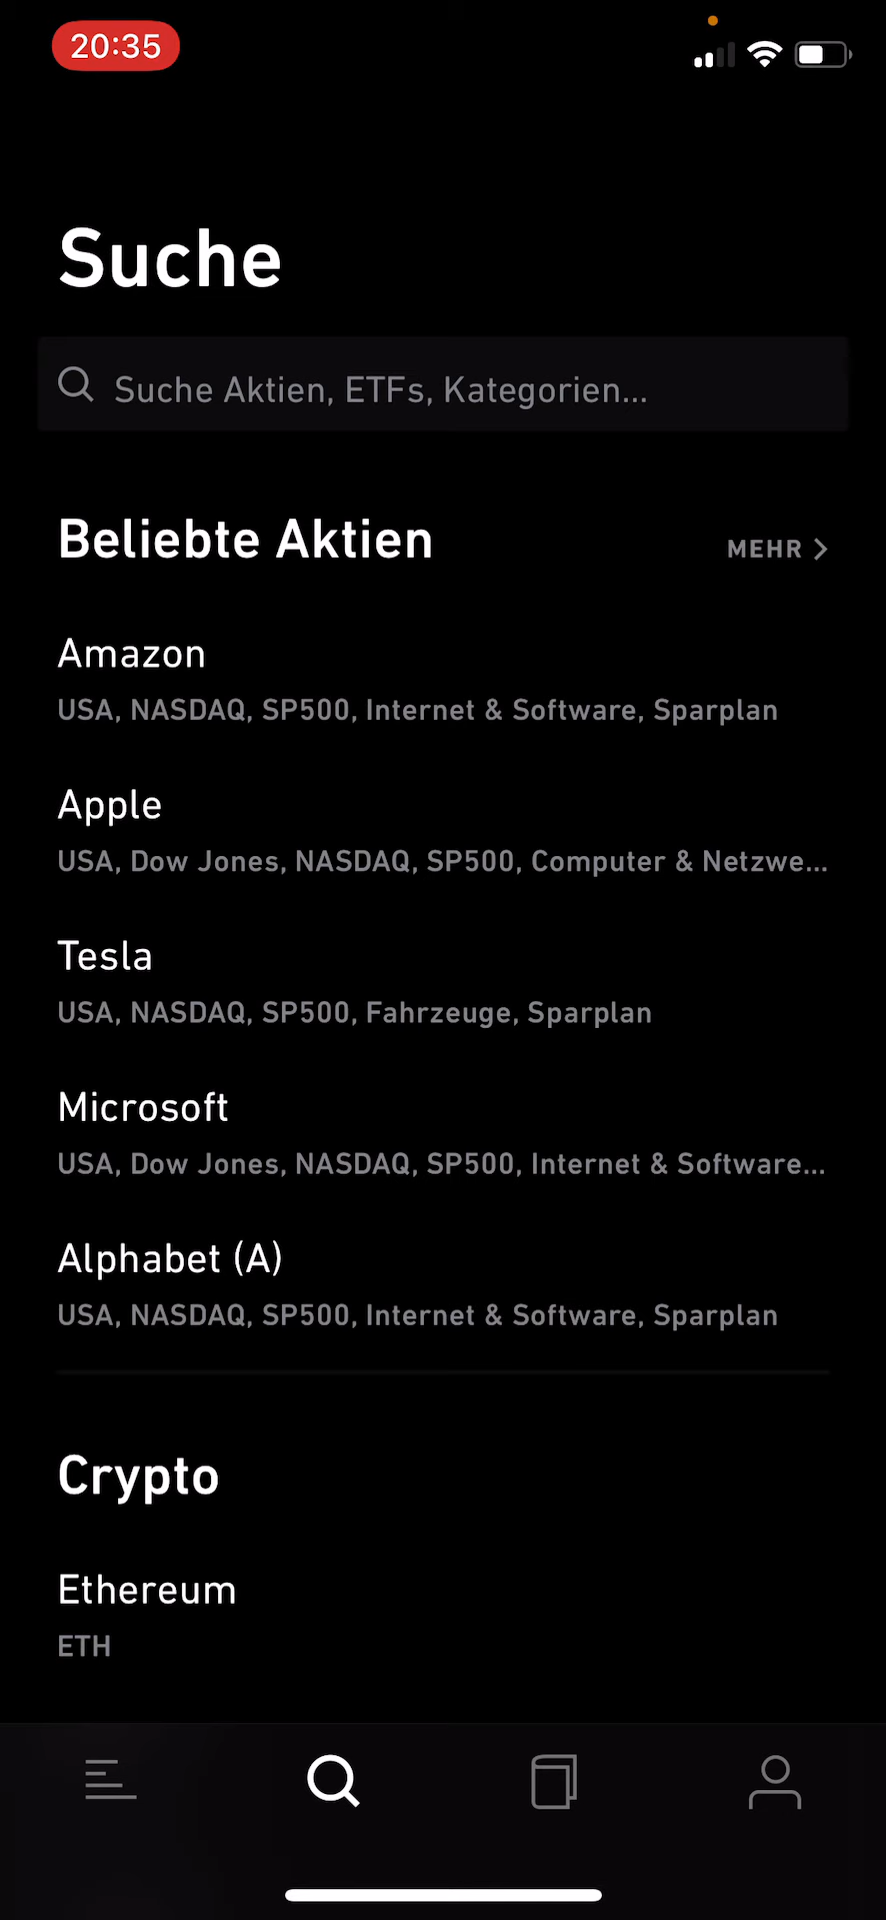 20:35
Suche
Suche Aktien, ETFs, Kategorien...
Beliebte Aktien
MEHR
Amazon
USA, NASDAQ, SP500, Internet & Software, Sparplan
Apple
USA, Dow Jones, NASDAQ, SP500, Computer & Netzwe...
Tesla
USA, NASDAQ, SP500, Fahrzeuge, Sparplan
Microsoft
USA, Dow Jones, NASDAQ, SP500, Internet & Software...
Alphabet (A)
USA, NASDAQ, SP500, Internet & Software, Sparplan
Crypto
Ethereum
ETH